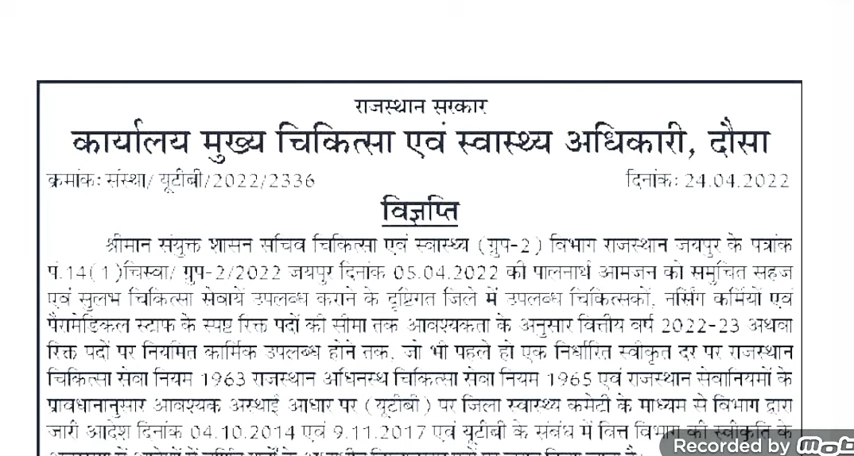 राजस्थान सरकार
कार्यालय मुख्य चिकित्सा एवं स्वास्थ्य अधिकारी, दौसा
क्रमांकः संस्था/ यूटीबी/2022/2336 दिनांकः 24.04.2022
विज्ञप्ति
श्रीमान संयुक्त शासन सचिव चिकित्सा एवं स्वास्थ्य (ग्रुप-2) विभाग राजस्थान जयपुर के पत्रांक
प.14(1)चिस्वा/ ग्रुप-2/2022 जयपुर दिनांक 05.04.2022 की पालनार्थ आमजन को समुचित सहज
एवं सुलभ चिकित्सा सेवायें उपलब्ध कराने के दृष्टिगत जिले में उपलब्ध चिकित्सकों, नर्सिंग कर्मियों एवं
पैरामेडिकल स्टाफ के स्पष्ट रिक्त पदों की सीमा तक आवश्यकता के अनुसार वित्तीय वर्ष 2022-23 अथवा
रिक्त पदों पर नियमित कार्मिक उपलब्ध होने तक, जो भी पहले हो एक निर्धारित स्वीकृत दर पर राजस्थान
चिकित्सा सेवा नियम 1963 राजस्थान अधिनस्थ चिकित्सा सेवा नियम 1965 एवं राजस्थान सेवानियमों के
प्रावधानानुसार आवश्यक अस्थाई आधार पर (यूटीबी) पर जिला स्वास्थ्य कमेटी के माध्यम से विभाग द्वारा
जारी आदेश दिनांक 04.10.2014 एवं 9.11.2017 एवं यूटीबी के संबंध में वित्त विभाग की स्वीकृति के
Recorded by